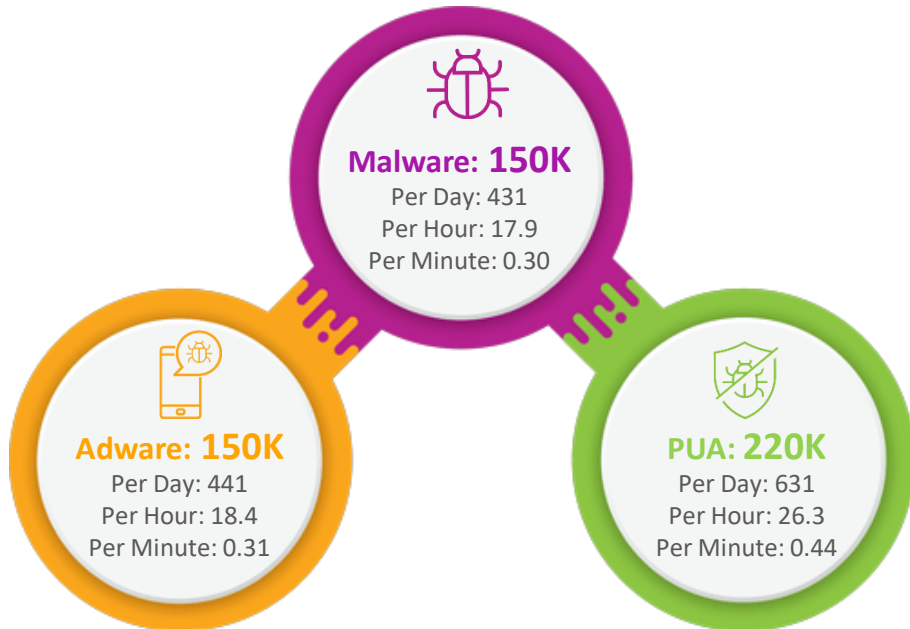 Malware: 150K
Per Day: 431
Per Hour: 17.9
Per Minute: 0.30
Adware: 150K
Per Day: 441
Per Hour: 18.4
Per Minute: 0.31
PUA: 220K
Per Day: 631
Per Hour: 26.3
Per Minute: 0.44